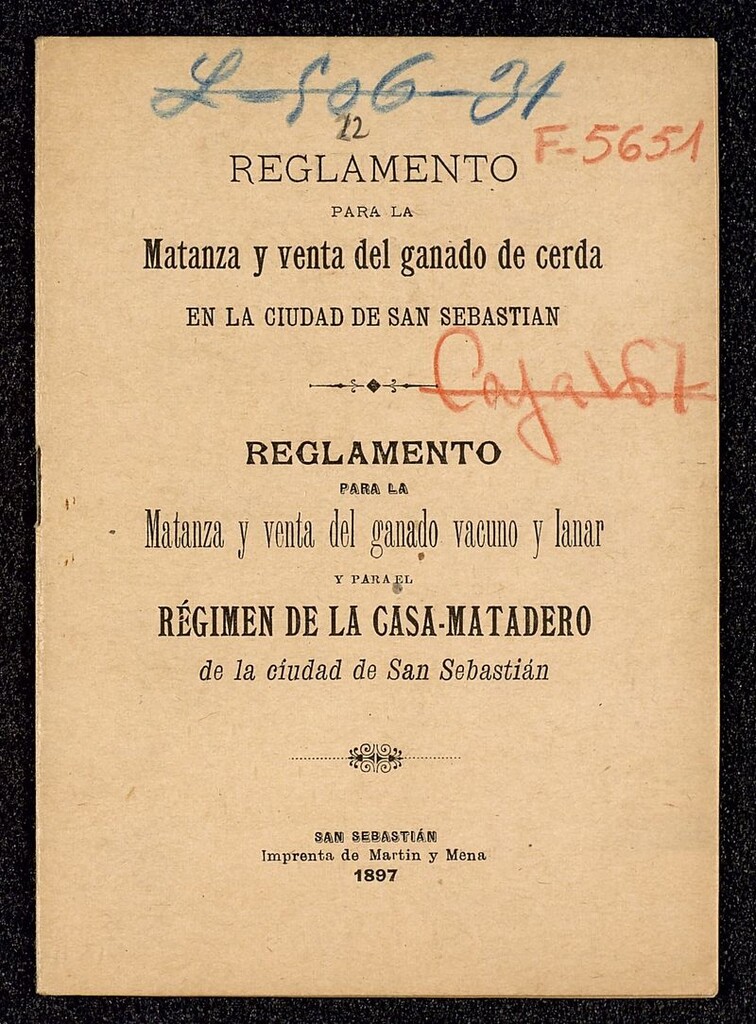 L-506-31
12
F-5651
REGLAMENTO
PARA LA
Matanza y venta del ganado de cerda
EN LA CIUDAD DE SAN SEBASTIAN
Caja 167
REGLAMENTO
PARA LA
Matanza y venta del ganado vacuno y lanar
Y PARA EL
RÉGIMEN DE LA CASA-MATADERO
de la ciudad de San Sebastián
SAN SEBASTIÁN
Imprenta de Martin y Mena
1897